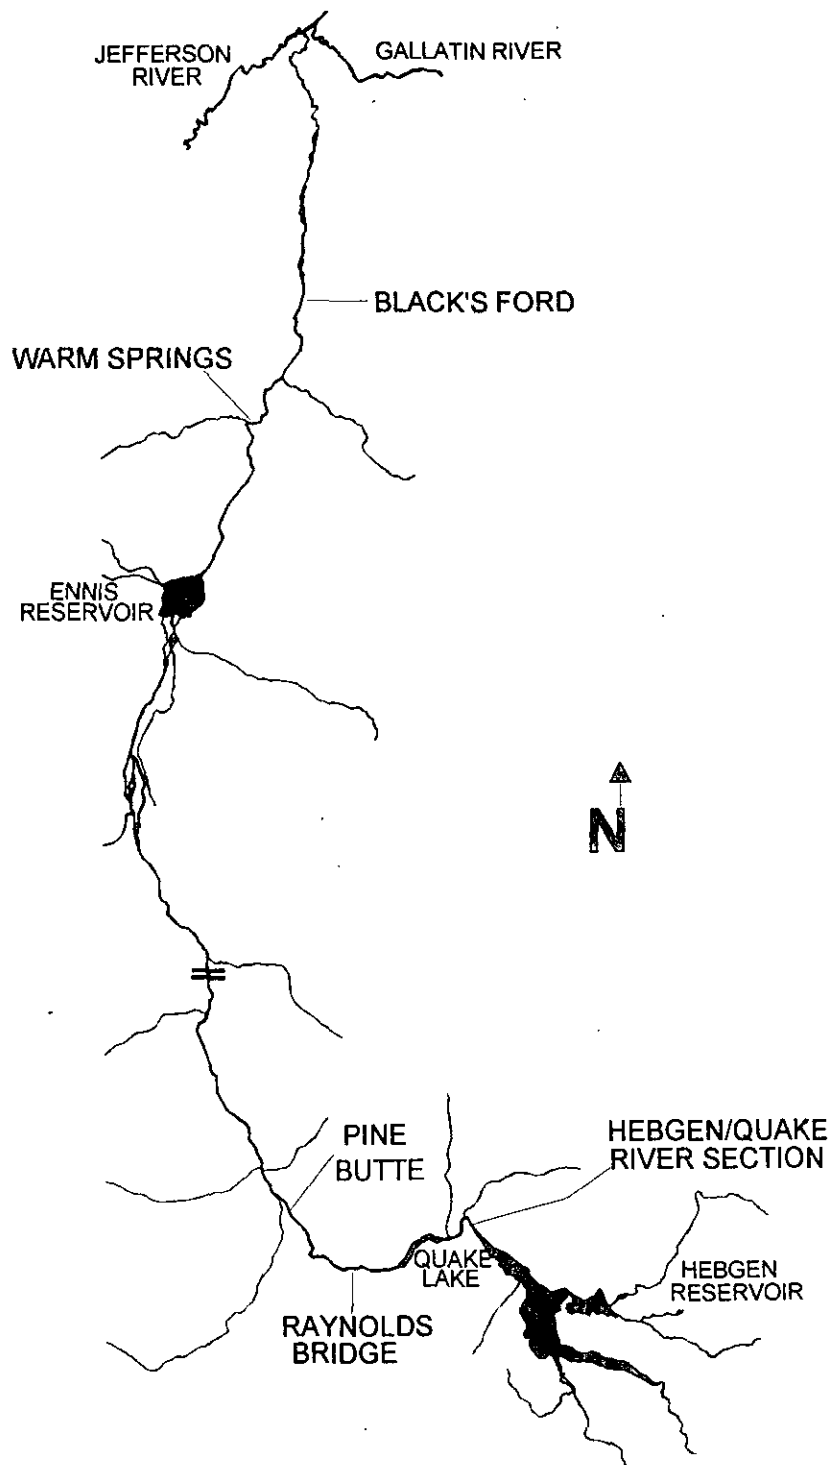 JEFFERSON
RIVER
GALLATIN RIVER
BLACK'S FORD
WARM SPRINGS
ENNIS
RESERVOIR
N
PINE
BUTTE
HEBGEN/QUAKE
RIVER SECTION
QUAKE
LAKE
HEBGEN
RESERVOIR
RAYNOLDS
BRIDGE